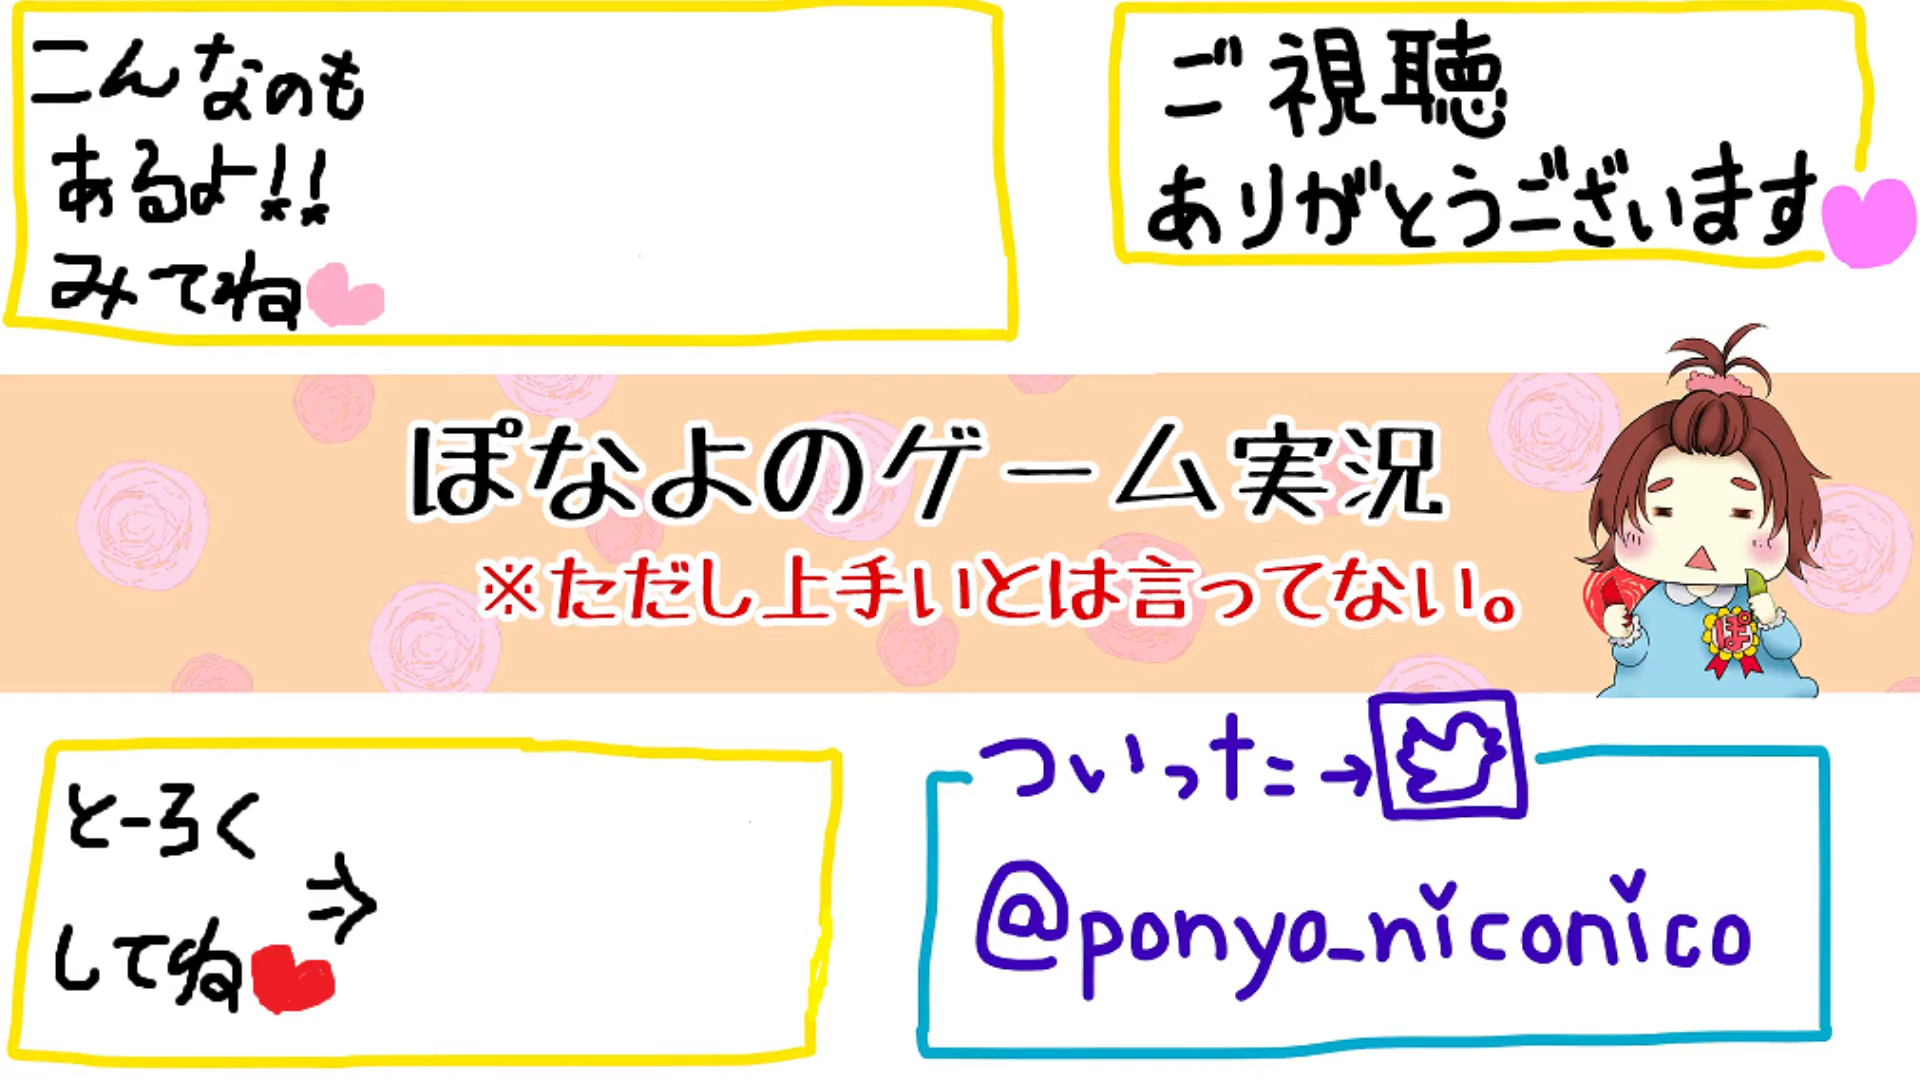 こんなのも
あるよ!!
みてね
ご視聴
ありがとうございます
ぽなよのゲーム実況
※ただし上手いとは言ってない。
ぽ
とーろく
してね
ついった→
@ponyo_niconico